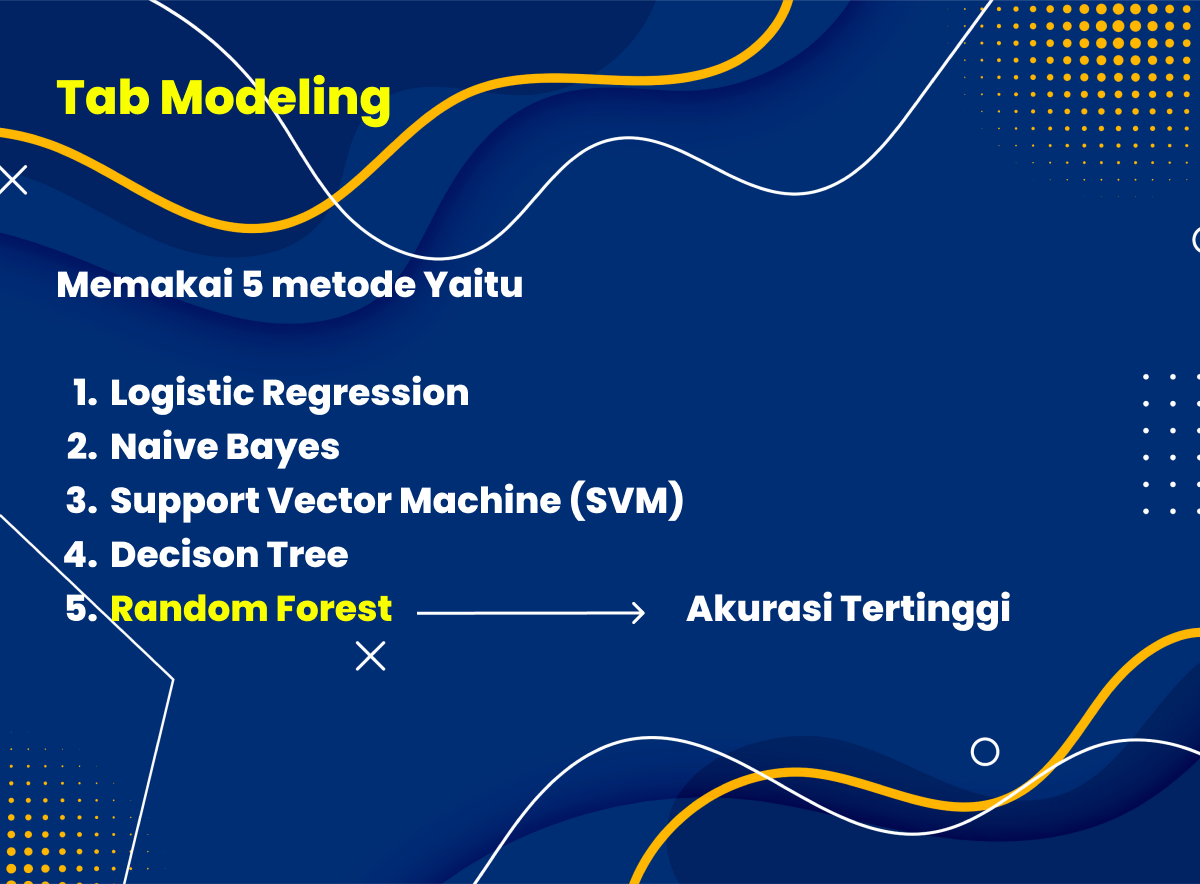 Tab Modeling
Memakai 5 metode Yaitu
1. Logistic Regression
2. Naive Bayes
3. Support Vector Machine (SVM)
4. Decison Tree
5. Random Forest Akurasi Tertinggi